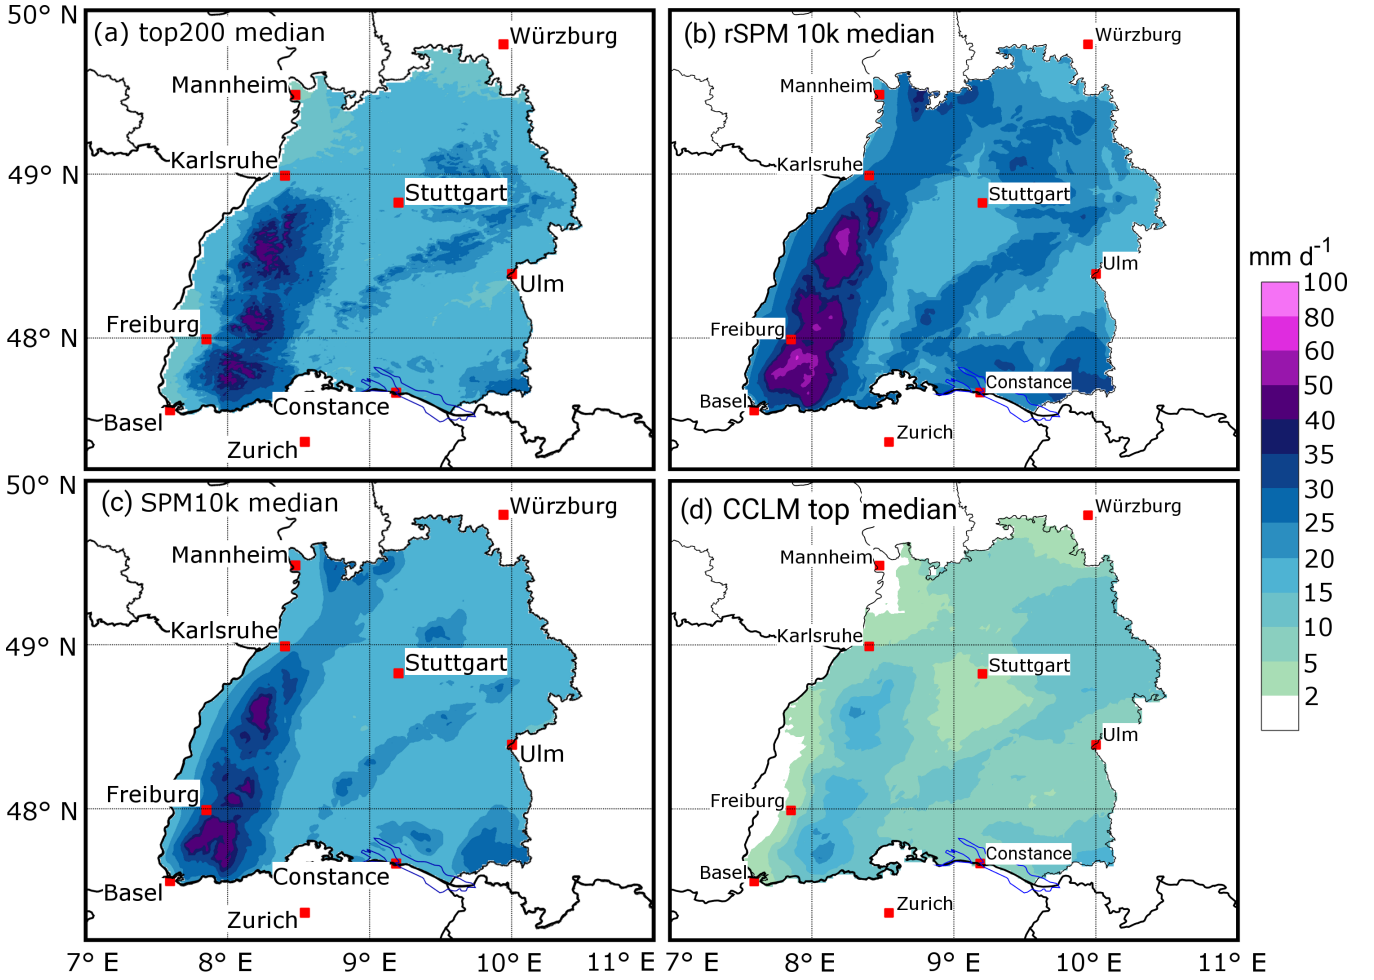 50° N
(a) top200 median
Würzburg
Mannheim
Karlsruhe
49° N
Stuttgart
Ulm
Freiburg
48° N
Constance
Basel
Zurich
(b) rSPM 10k median
Würzburg
Mannheim
Karlsruhe
Stuttgart
Ulm
Freiburg
Constance
Basel
Zurich
50° N
(c) SPM10k median
Würzburg
Mannheim
Karlsruhe
49° N
Stuttgart
Ulm
Freiburg
48° N
Constance
Basel
Zurich
7° E
8° E
9° E
10° E
11° E
(d) CCLM top median
Würzburg
Mannheim
Karlsruhe
Stuttgart
Ulm
Freiburg
Constance
Basel
Zurich
7° E
8° E
9° E
10° E
11° E
mm d⁻¹
100
80
60
50
40
35
30
25
20
15
10
5
2